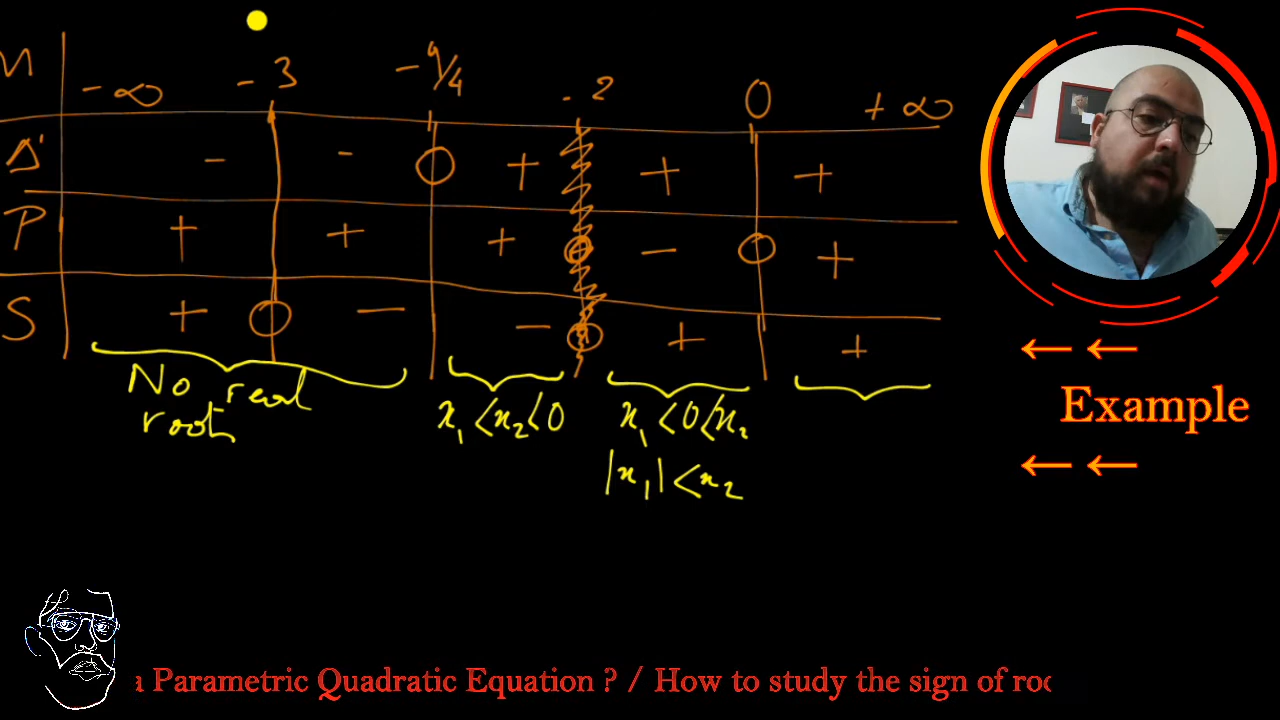 M -∞ -3 -9/4 -2 0 +∞
Δ' - - 0 + + +
P + + + 0 - 0 +
S + 0 - - 0 + +
No real
root
x₁ < x₂ < 0
x₁ < 0 < x₂
|x₁| < x₂
← ←
Example
← ←
a Parametric Quadratic Equation ? / How to study the sign of roo